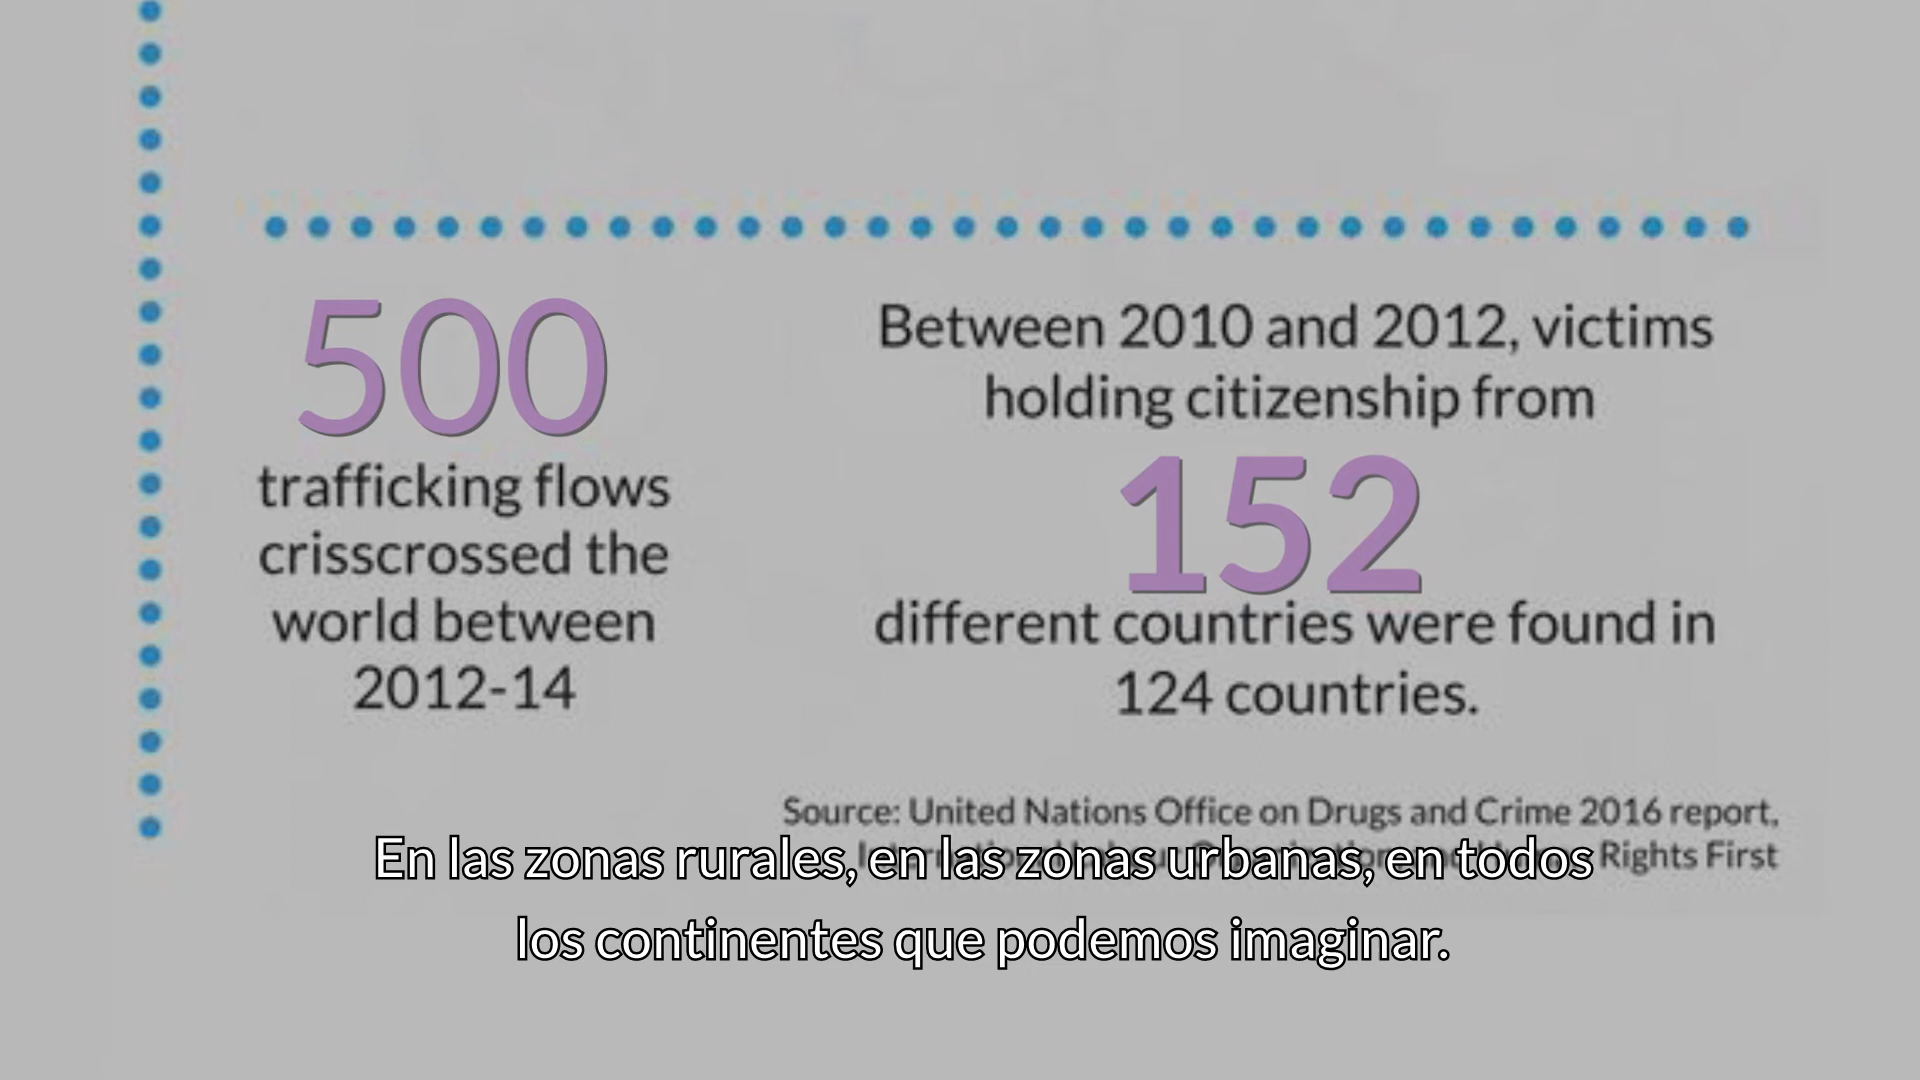 500
trafficking flows
crisscrossed the
world between
2012-14
Between 2010 and 2012, victims
holding citizenship from
152
different countries were found in
124 countries.
Source: United Nations Office on Drugs and Crime 2016 report,
Rights First
En las zonas rurales, en las zonas urbanas, en todos
los continentes que podemos imaginar.